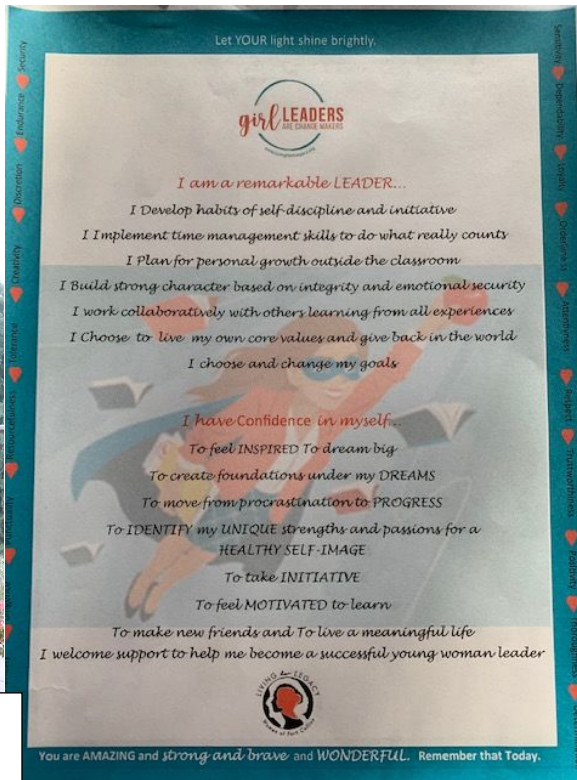 Let YOUR light shine brightly.
girl LEADERS
ARE CHANGE MAKERS
I am a remarkable LEADER...
I Develop habits of self-discipline and initiative
I Implement time management skills to do what really counts
I Plan for personal growth outside the classroom
I Build strong character based on integrity and emotional security
I work collaboratively with others learning from all experiences
I Choose to live my own core values and give back in the world
I choose and change my goals
I have Confidence in myself...
To feel INSPIRED To dream big
To create foundations under my DREAMS
To move from procrastination to PROGRESS
To IDENTIFY my UNIQUE strengths and passions for a
HEALTHY SELF-IMAGE
To take INITIATIVE
To feel MOTIVATED to learn
To make new friends and To live a meaningful life
I welcome support to help me become a successful young woman leader
LIVING her LEGACY
Women of Fort Collins
You are AMAZING and strong and brave and WONDERFUL. Remember that Today.
Security
Endurance
Discretion
Creativity
Tolerance
Resourcefulness
Sensitivity
Dependability
Loyalty
Attentiveness
Respect
Trustworthiness
Positivity
Thoroughness